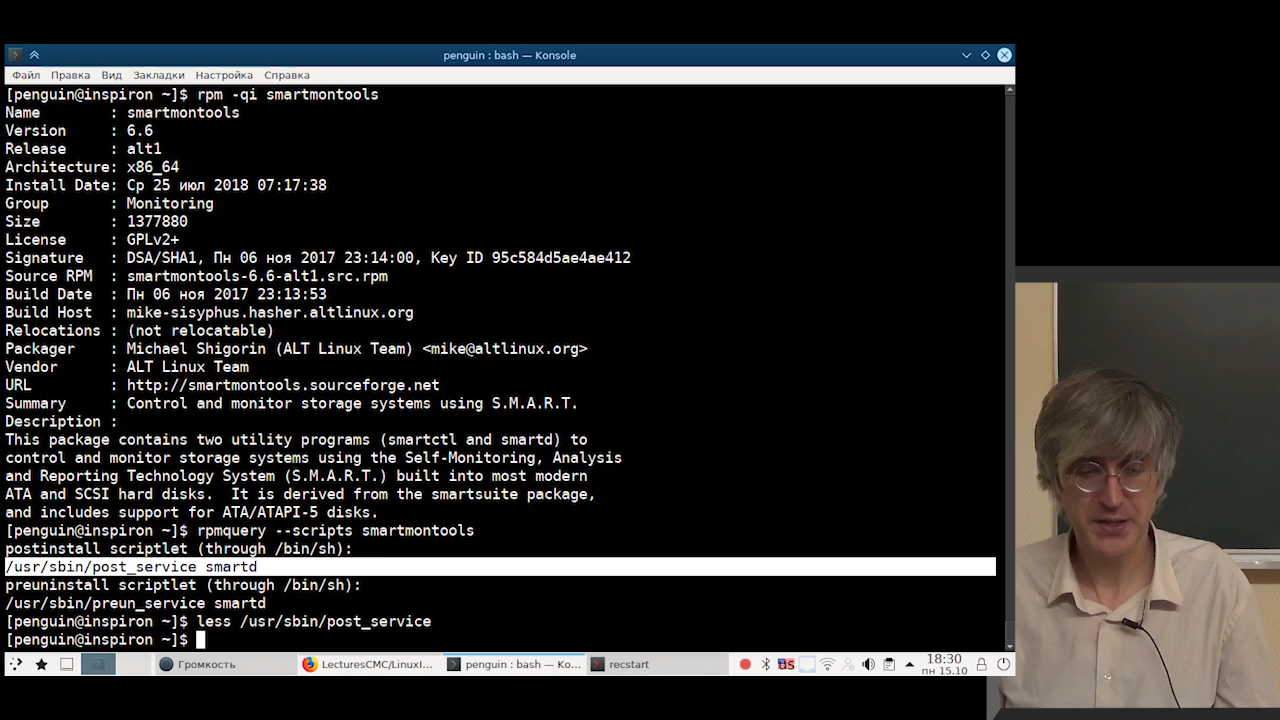 penguin : bash — Konsole
Файл Правка Вид Закладки Настройка Справка
[penguin@inspiron ~]$ rpm -qi smartmontools
Name        : smartmontools
Version     : 6.6
Release     : alt1
Architecture: x86_64
Install Date: Ср 25 июл 2018 07:17:38
Group       : Monitoring
Size        : 1377880
License     : GPLv2+
Signature   : DSA/SHA1, Пн 06 ноя 2017 23:14:00, Key ID 95c584d5ae4ae412
Source RPM  : smartmontools-6.6-alt1.src.rpm
Build Date  : Пн 06 ноя 2017 23:13:53
Build Host  : mike-sisyphus.hasher.altlinux.org
Relocations : (not relocatable)
Packager    : Michael Shigorin (ALT Linux Team) <mike@altlinux.org>
Vendor      : ALT Linux Team
URL         : http://smartmontools.sourceforge.net
Summary     : Control and monitor storage systems using S.M.A.R.T.
Description :
This package contains two utility programs (smartctl and smartd) to
control and monitor storage systems using the Self-Monitoring, Analysis
and Reporting Technology System (S.M.A.R.T.) built into most modern
ATA and SCSI hard disks.  It is derived from the smartsuite package,
and includes support for ATA/ATAPI-5 disks.
[penguin@inspiron ~]$ rpmquery --scripts smartmontools
postinstall scriptlet (through /bin/sh):
/usr/sbin/post_service smartd
preuninstall scriptlet (through /bin/sh):
/usr/sbin/preun_service smartd
[penguin@inspiron ~]$ less /usr/sbin/post_service
[penguin@inspiron ~]$
Громкость LecturesCMC/LinuxI... penguin : bash — Ko... recstart us 18:30
пн 15.10